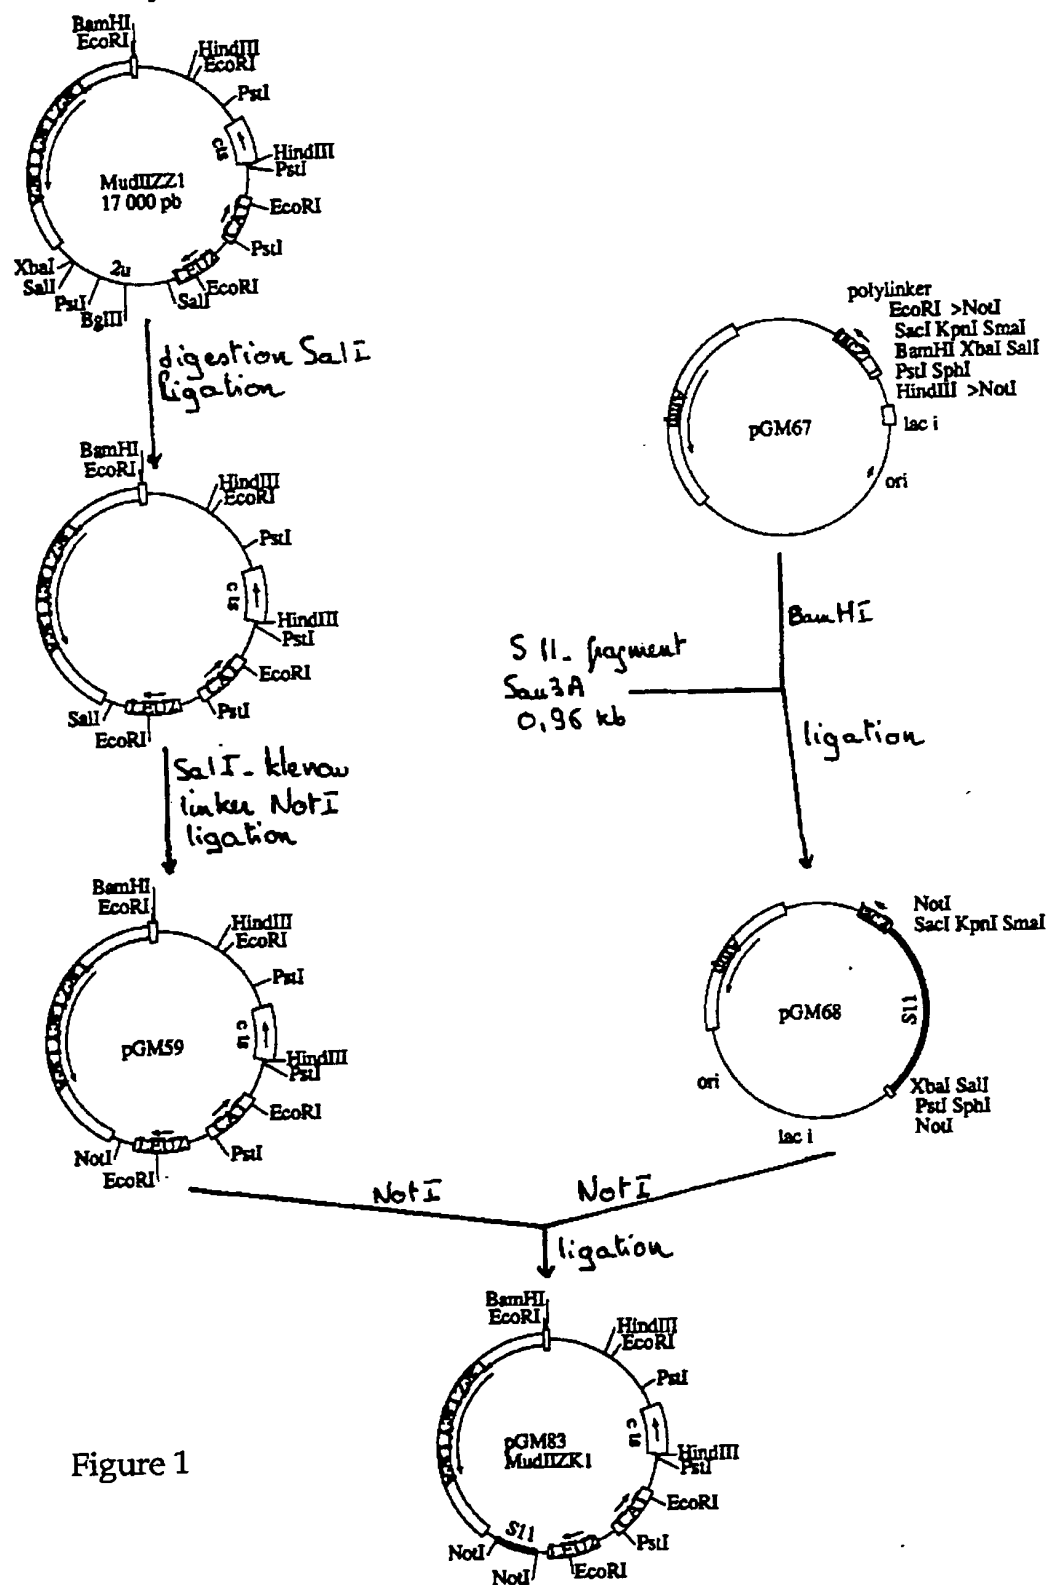 BamHI
EcoRI
HindIII
EcoRI
PstI
cts
HindIII
PstI
MudIIZZ1
17 000 pb
EcoRI
PstI
EcoRI
SalI
2u
XbaI
SalI
PstI
BglII
digestion SalI
ligation
BamHI
EcoRI
HindIII
EcoRI
PstI
c ts
HindIII
PstI
EcoRI
PstI
SalI
EcoRI
SalI - klenow
linker NotI
ligation
BamHI
EcoRI
HindIII
EcoRI
PstI
c ts
pGM59
HindIII
PstI
EcoRI
PstI
NotI
EcoRI
polylinker
EcoRI >NotI
SacI KpnI SmaI
BamHI XbaI SalI
PstI SphI
HindIII >NotI
lac i
pGM67
ori
BamHI
S11 - fragment
Sau3A
0,96 kb
ligation
NotI
SacI KpnI SmaI
pGM68
S11
ori
XbaI SalI
PstI SphI
NotI
lac i
NotI
NotI
ligation
BamHI
EcoRI
HindIII
EcoRI
PstI
c ts
pGM83
MudIIZK1
HindIII
PstI
EcoRI
PstI
S11
NotI
EcoRI
NotI
Figure 1